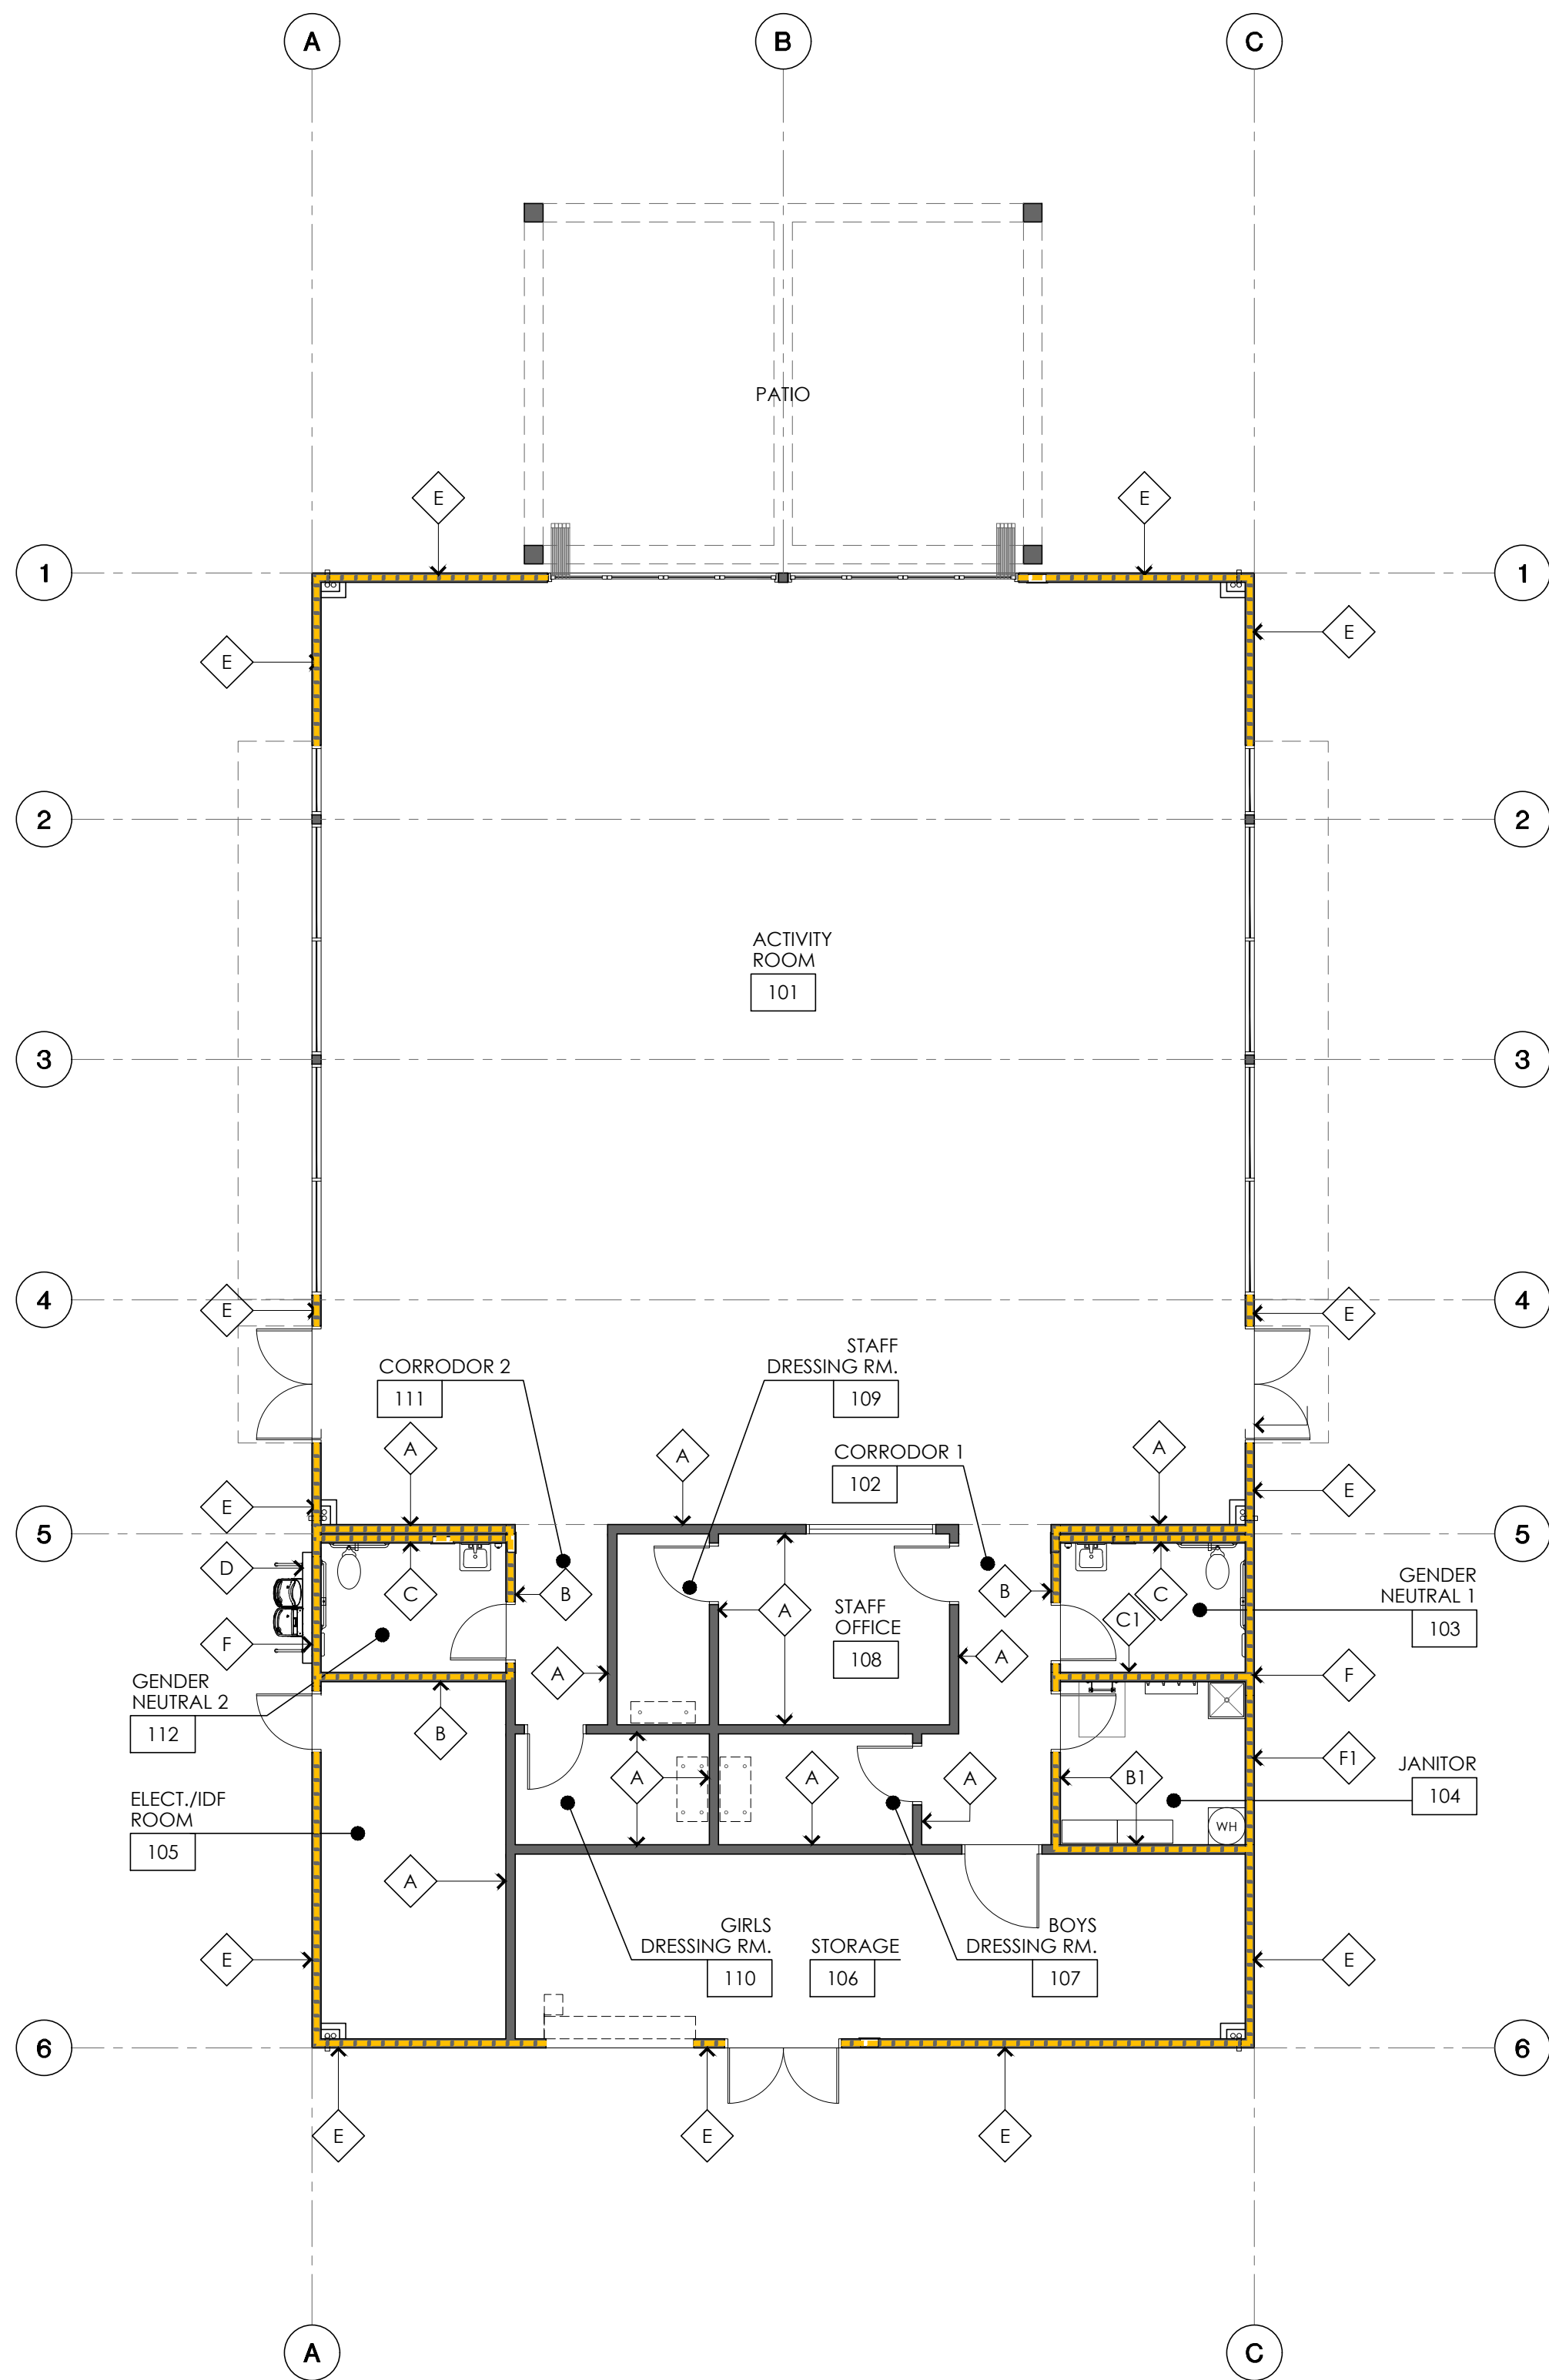 A
B
C
PATIO
E
E
1
1
E
E
2
2
ACTIVITY
ROOM
101
3
3
4
4
E
E
STAFF
DRESSING RM.
109
CORRODOR 2
111
A
A
A
CORRODOR 1
102
E
E
5
5
D
C
B
A
B
C
GENDER
NEUTRAL 1
103
C1
STAFF
OFFICE
108
F
A
A
F
GENDER
NEUTRAL 2
112
B
F1
JANITOR
104
A
A
A
B1
ELECT./IDF
ROOM
105
WH
A
GIRLS
DRESSING RM.
110
STORAGE
106
BOYS
DRESSING RM.
107
E
E
6
6
E
E
E
A
C